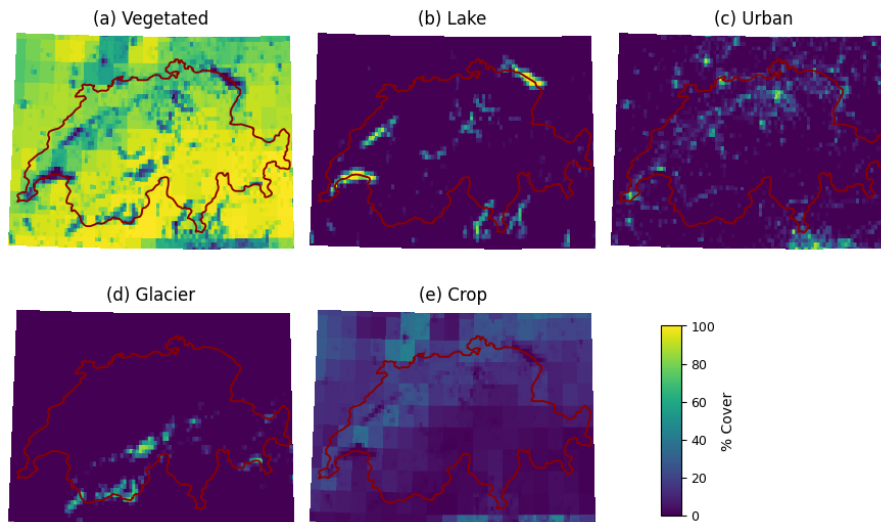 (a) Vegetated
(b) Lake
(c) Urban
(d) Glacier
(e) Crop
100
80
60
40
20
0
% Cover